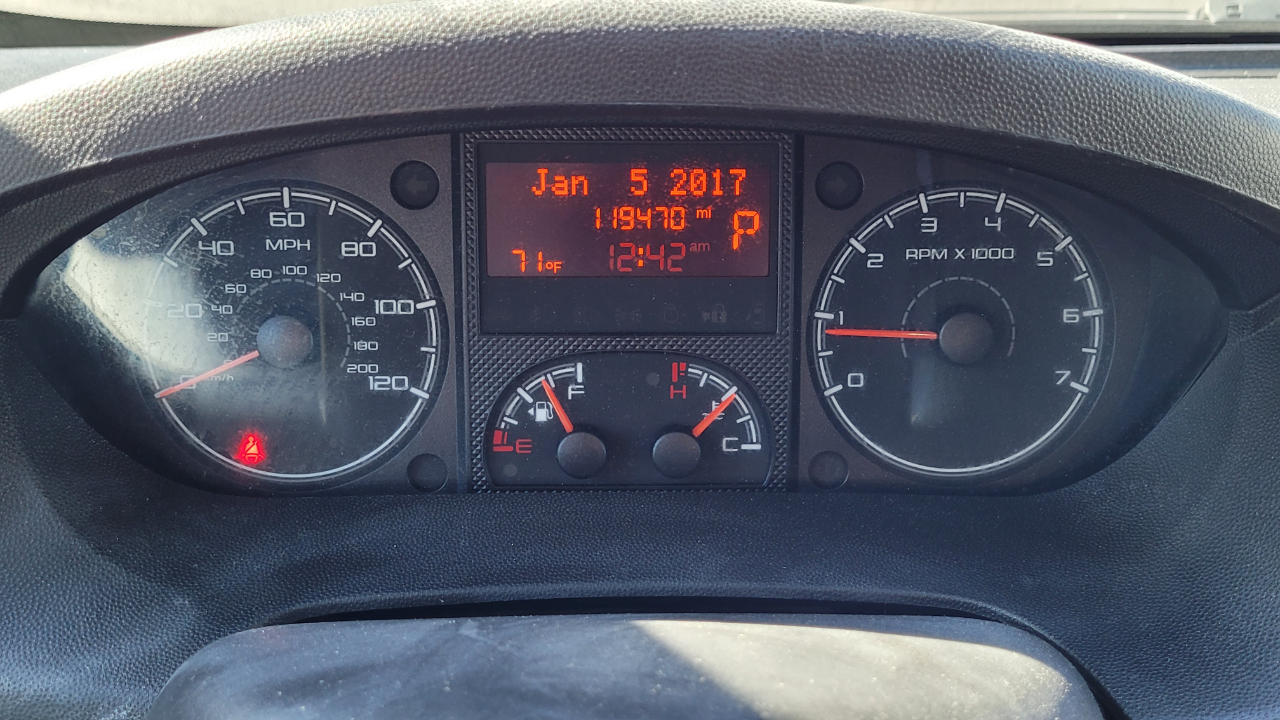 Jan 5 2017
119470 mi
P
71°F 12:42 am
0 20 40 60 80 100 120
MPH
20 40 60 80 100 120 140 160 180 200
km/h
E F
H C
0 1 2 3 4 5 6 7
RPM X 1000